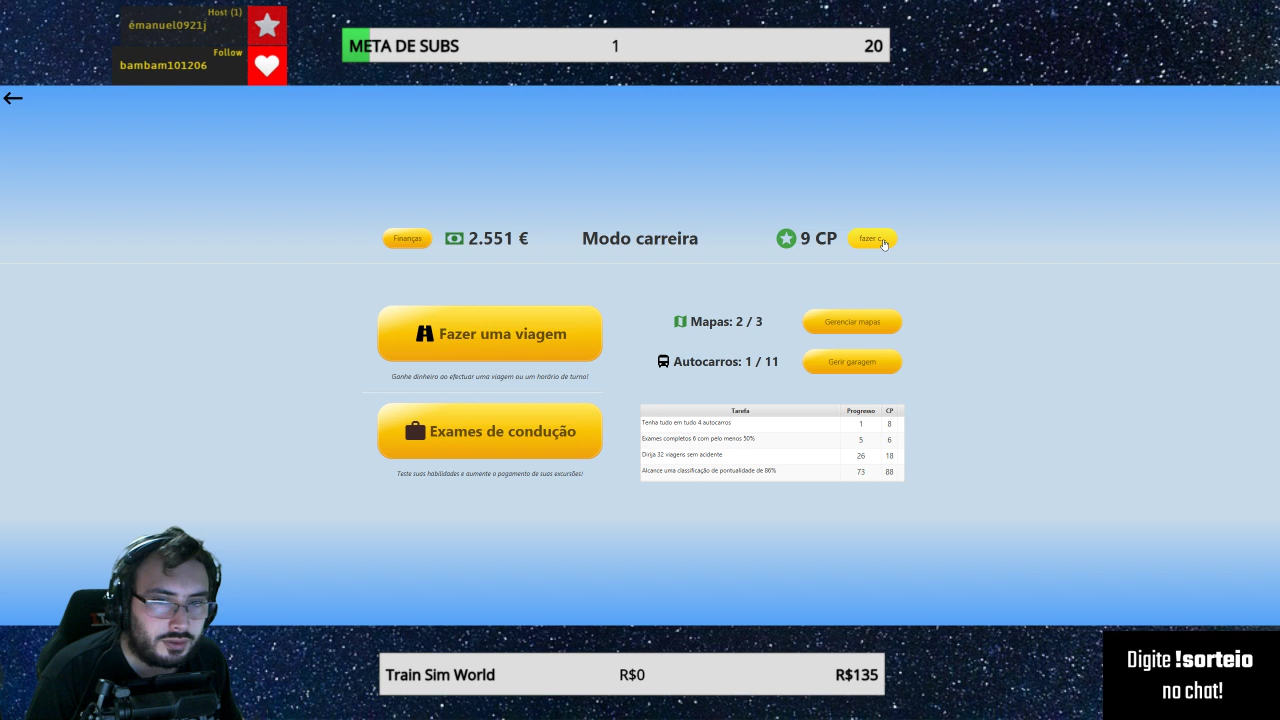 Host (1)
êmanuel0921j
Follow
bambam101206
META DE SUBS 1 20
Finanças 2.551 € Modo carreira 9 CP fazer c
Fazer uma viagem
Ganhe dinheiro ao efectuar uma viagem ou um horário de turno!
Exames de condução
Teste suas habilidades e aumente o pagamento de suas excursões!
Mapas: 2 / 3 Gerenciar mapas
Autocarros: 1 / 11 Gerir garagem
Tarefa Progresso CP
Tenha tudo em tudo 4 autocarros 1 8
Exames completos 6 com pelo menos 50% 5 6
Dirija 32 viagens sem acidente 26 18
Alcance uma classificação de pontualidade de 86% 73 88
Train Sim World R$0 R$135
Digite !sorteio
no chat!